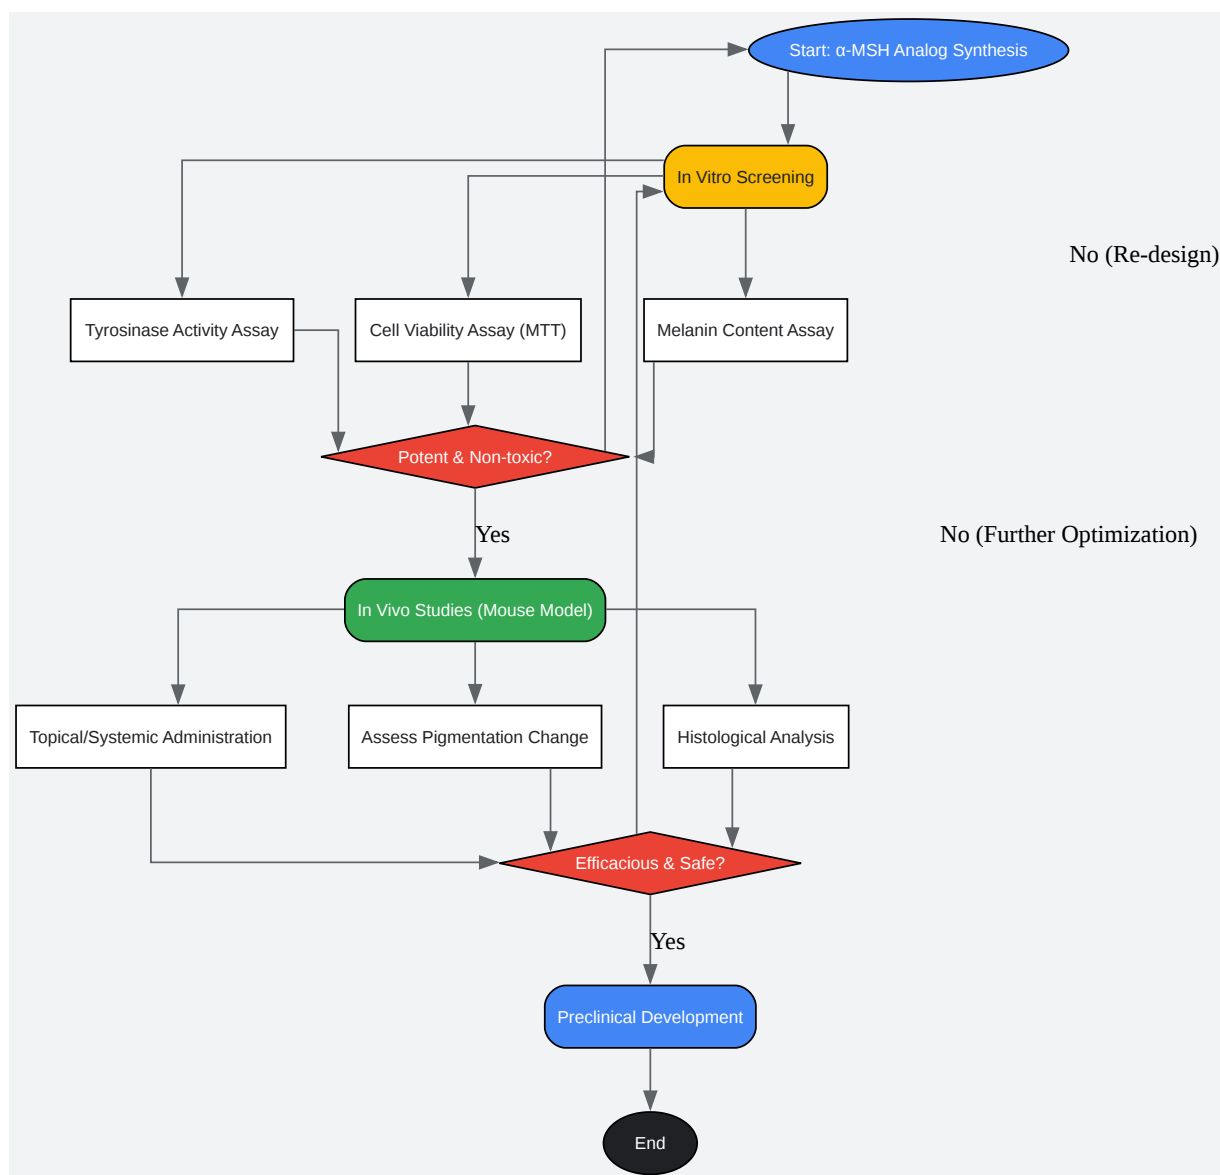 Start: α-MSH Analog Synthesis
In Vitro Screening
No (Re-design)
Tyrosinase Activity Assay
Cell Viability Assay (MTT)
Melanin Content Assay
Potent & Non-toxic?
Yes
No (Further Optimization)
In Vivo Studies (Mouse Model)
Topical/Systemic Administration
Assess Pigmentation Change
Histological Analysis
Efficacious & Safe?
Yes
Preclinical Development
End